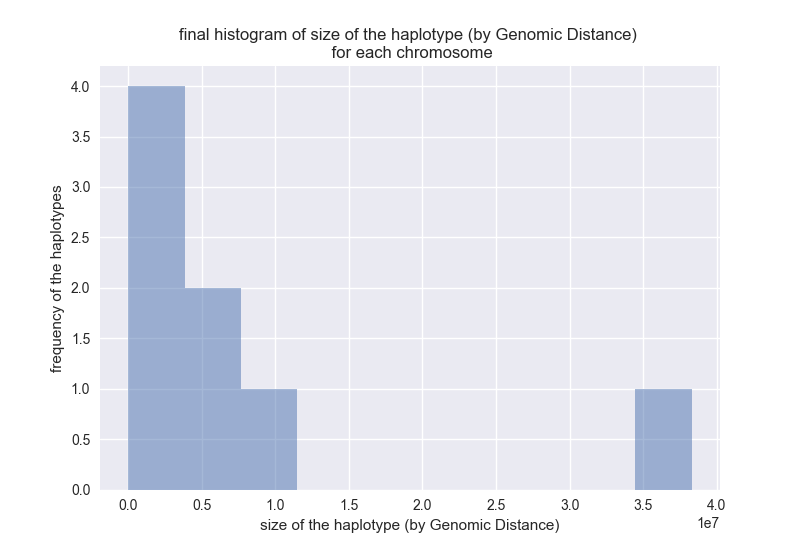 final histogram of size of the haplotype (by Genomic Distance)
for each chromosome
frequency of the haplotypes
4.0
3.5
3.0
2.5
2.0
1.5
1.0
0.5
0.0
0.0 0.5 1.0 1.5 2.0 2.5 3.0 3.5 4.0
1e7
size of the haplotype (by Genomic Distance)